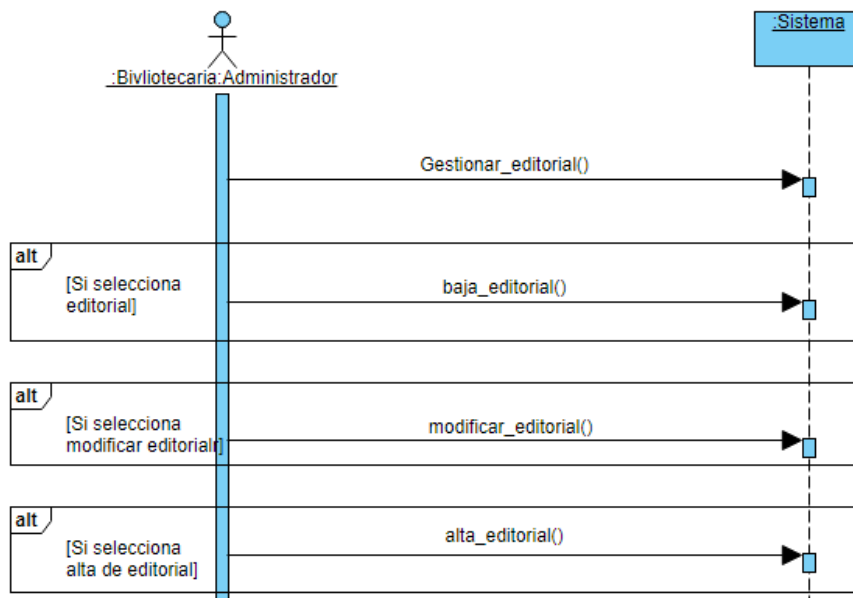 :Sistema
:Bivliotecaria:Administrador
Gestionar_editorial()
alt
[Si selecciona
editorial]
baja_editorial()
alt
[Si selecciona
modificar editorialr]
modificar_editorial()
alt
[Si selecciona
alta de editorial]
alta_editorial()